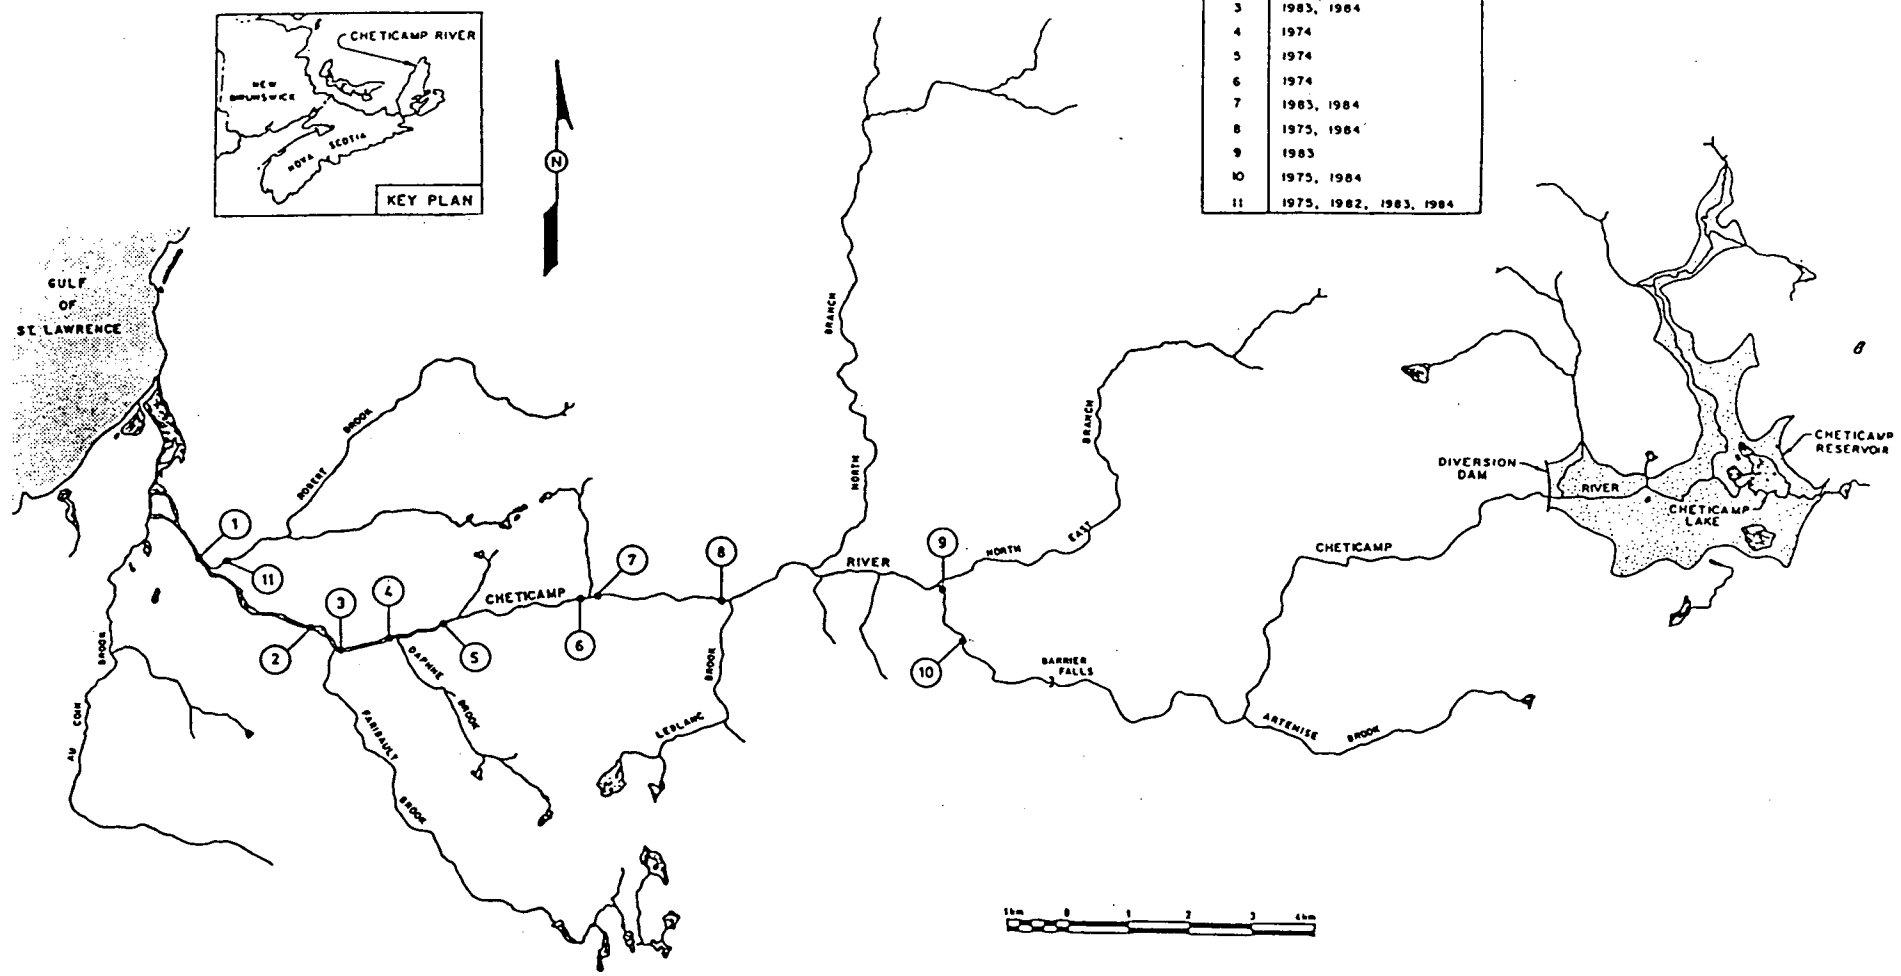 3 1983, 1984
4 1974
5 1974
6 1974
7 1983, 1984
8 1975, 1984
9 1983
10 1975, 1984
11 1975, 1982, 1983, 1984
CHETICAMP RIVER
NEW
BRUNSWICK
NOVA SCOTIA
KEY PLAN
N
GULF
OF
ST. LAWRENCE
BRANCH
NORTH
BROOK
ROBERT
BRANCH
EAST
NORTH
DIVERSION
DAM
RIVER
CHETICAMP
RESERVOIR
CHETICAMP
LAKE
CHETICAMP
RIVER
CHETICAMP
1
11
2
3
4
5
6
7
8
9
10
BROOK
AU COIN
DAPHNE
BROOK
FARIBAULT
BROOK
BROOK
LEBLANC
BARRIER
FALLS
ARTEMISE
BROOK
1km 0 1 2 3 4km